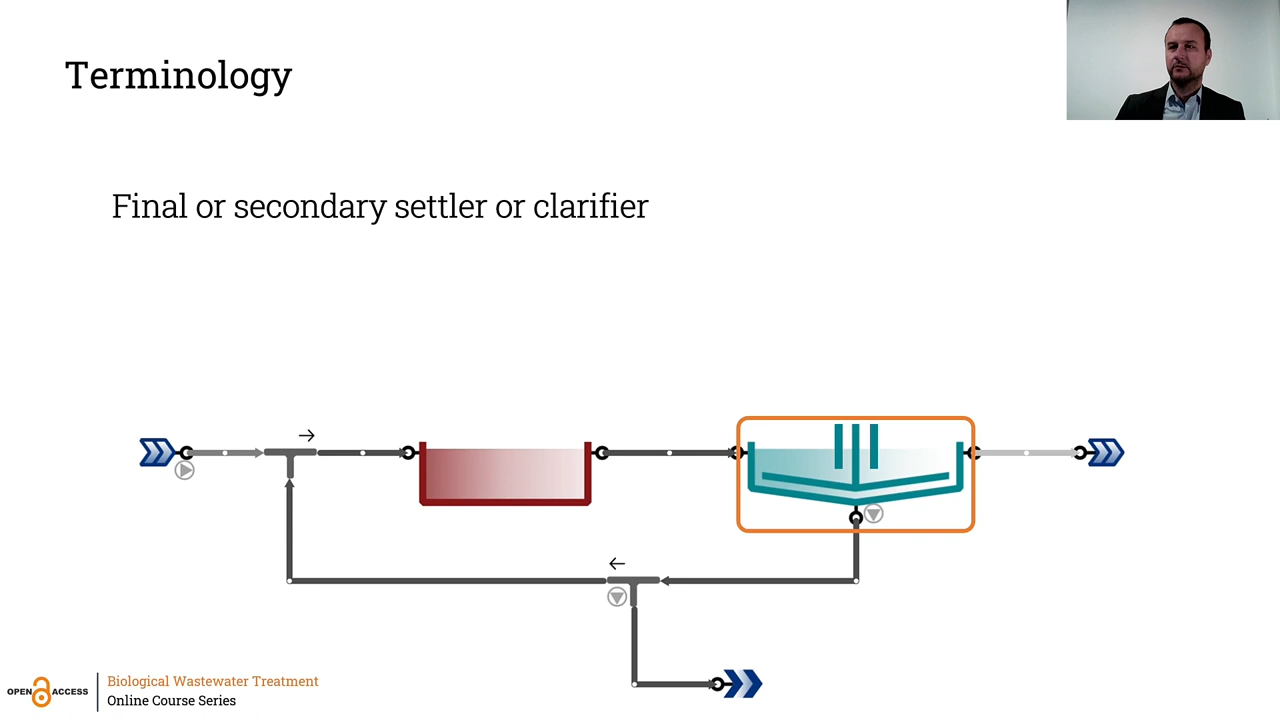 Terminology
Final or secondary settler or clarifier
OPEN ACCESS
Biological Wastewater Treatment
Online Course Series